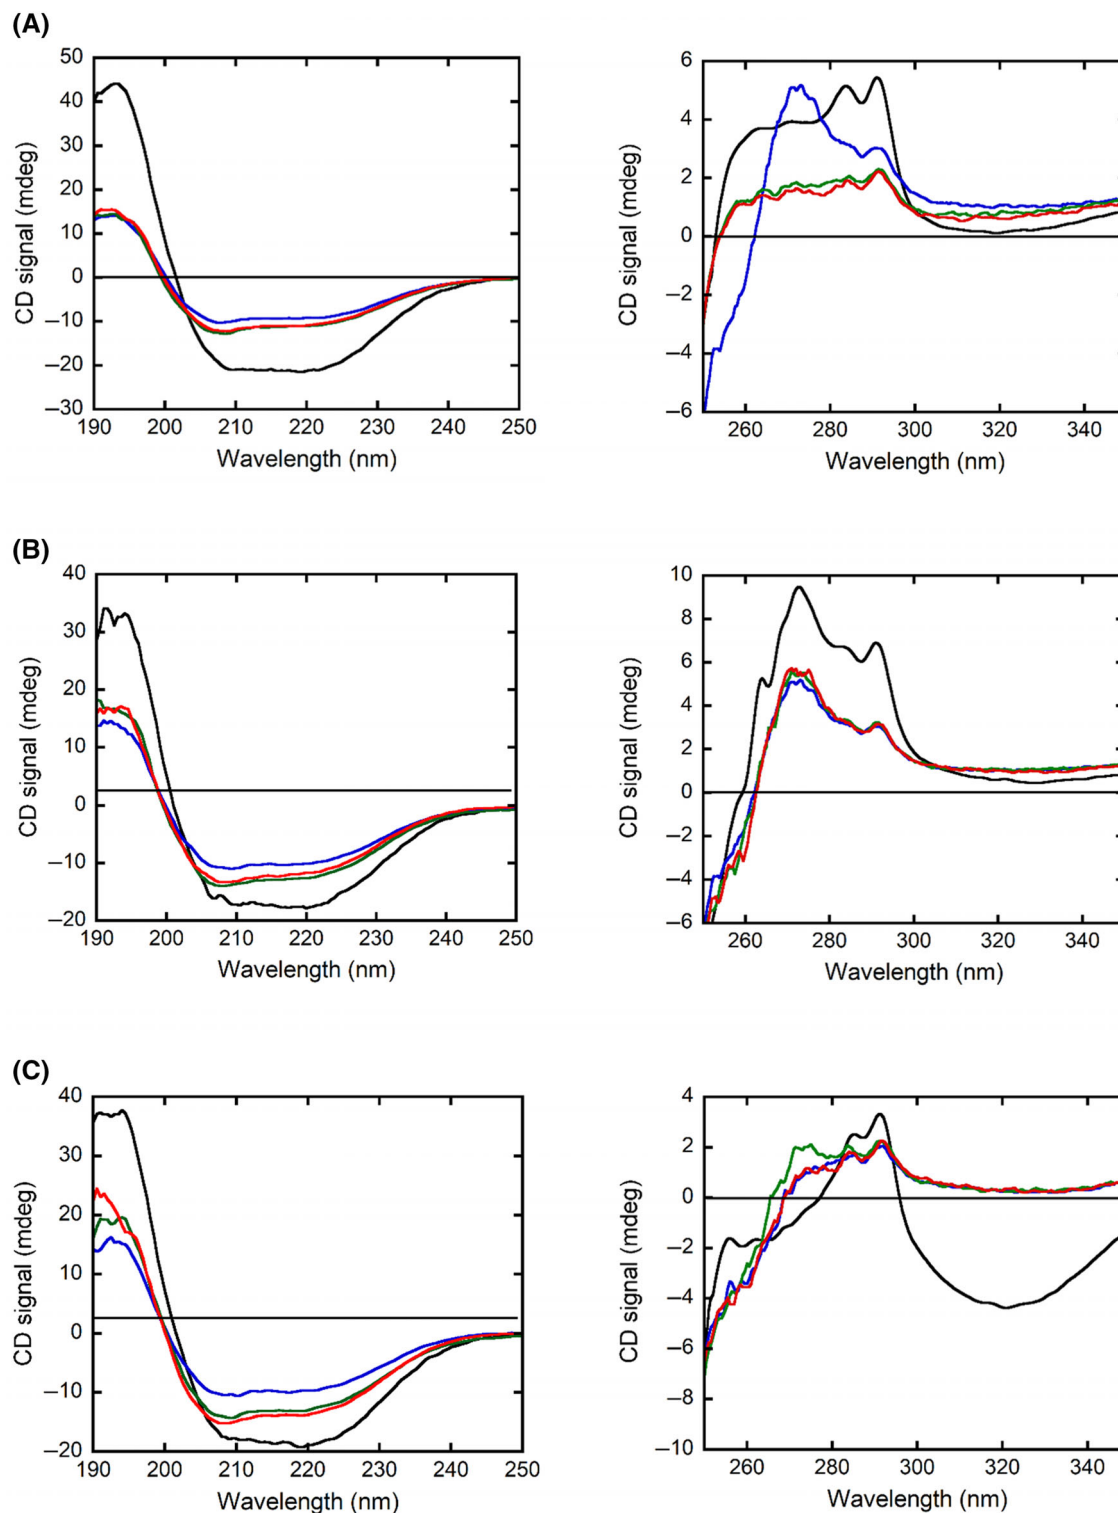 (A)
50
40
30
20
10
0
–10
–20
–30
CD signal (mdeg)
190 200 210 220 230 240 250
Wavelength (nm)
6
4
2
0
–2
–4
–6
CD signal (mdeg)
260 280 300 320 340
Wavelength (nm)
(B)
40
30
20
10
0
–10
–20
CD signal (mdeg)
190 200 210 220 230 240 250
Wavelength (nm)
10
8
6
4
2
0
–2
–4
–6
CD signal (mdeg)
260 280 300 320 340
Wavelength (nm)
(C)
40
30
20
10
0
–10
–20
CD signal (mdeg)
190 200 210 220 230 240 250
Wavelength (nm)
4
2
0
–2
–4
–6
–8
–10
CD signal (mdeg)
260 280 300 320 340
Wavelength (nm)